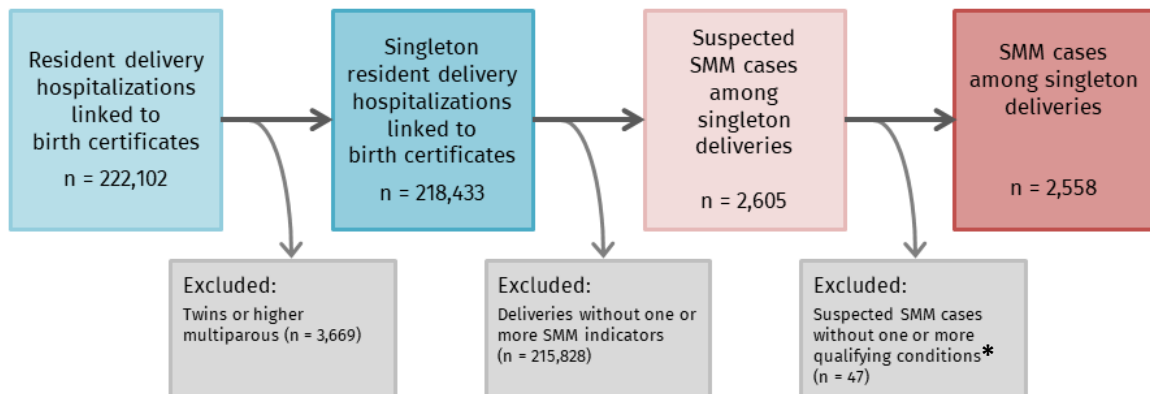 Resident delivery
hospitalizations
linked to
birth certificates
n = 222,102
Singleton
resident delivery
hospitalizations
linked to
birth certificates
n = 218,433
Suspected
SMM cases
among
singleton
deliveries
n = 2,605
SMM cases
among singleton
deliveries
n = 2,558
Excluded:
Twins or higher
multiparous (n = 3,669)
Excluded:
Deliveries without one or
more SMM indicators
(n = 215,828)
Excluded:
Suspected SMM cases
without one or more
qualifying conditions*
(n = 47)